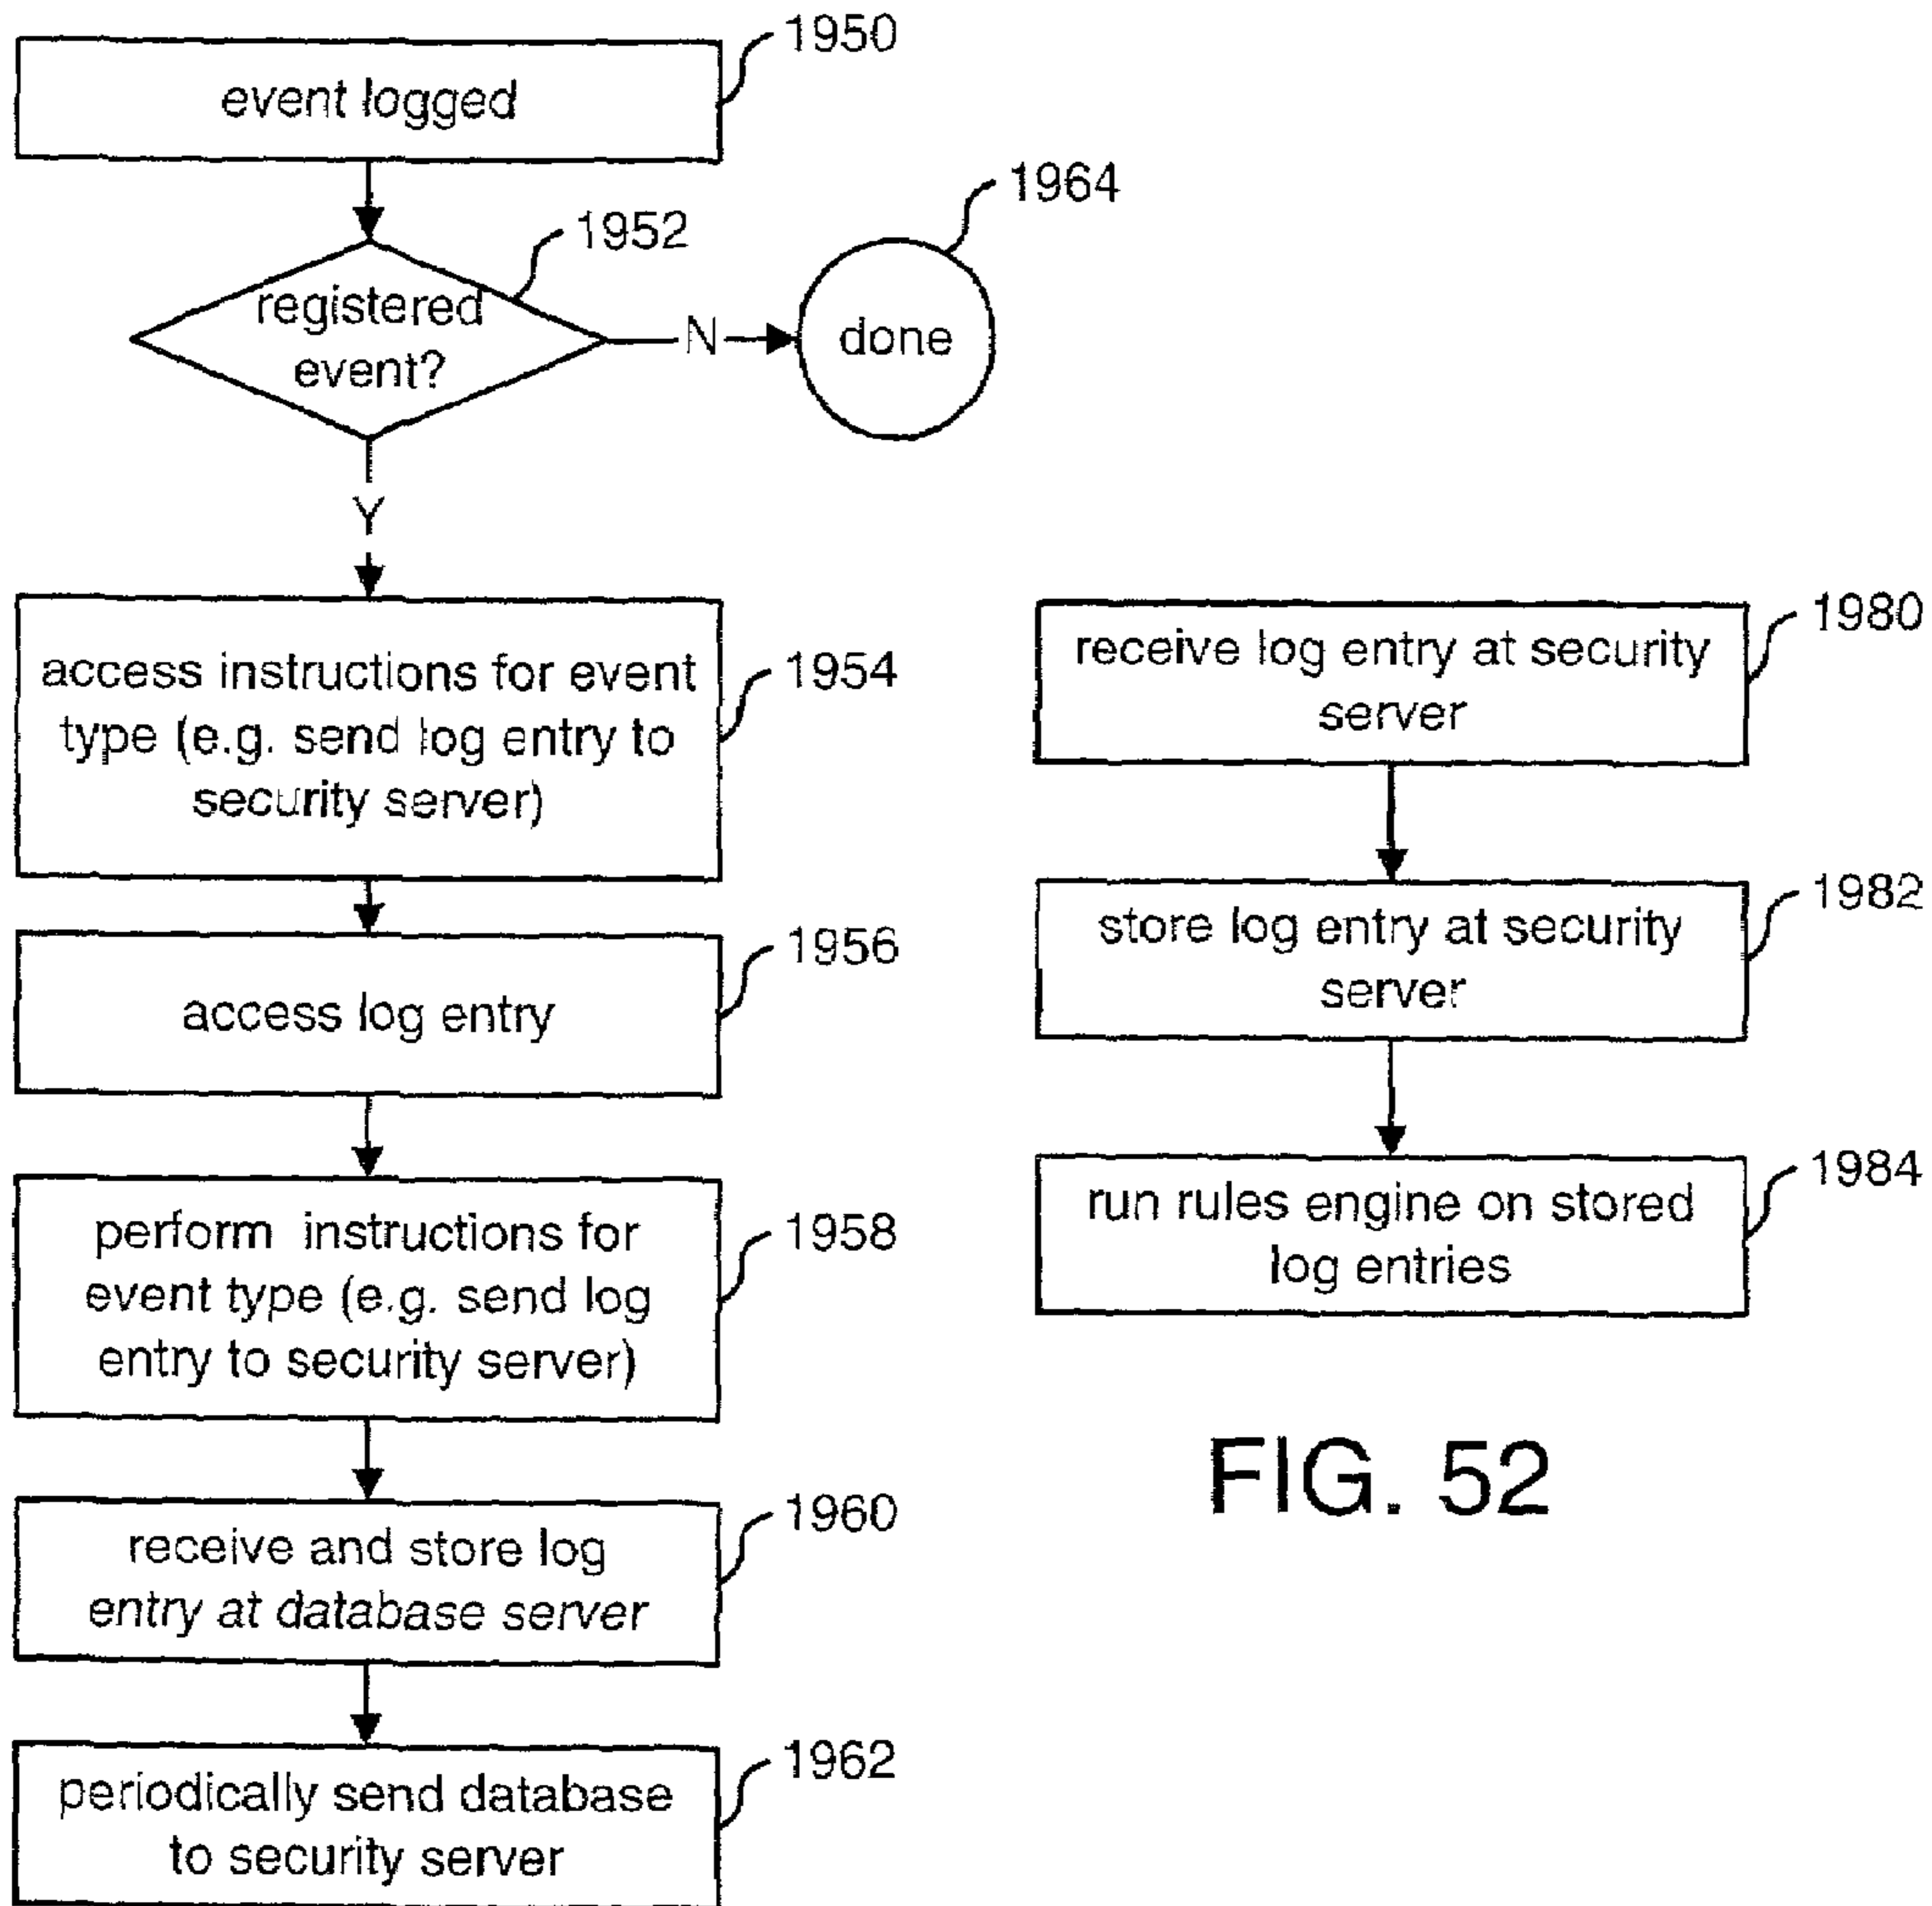 1950
event logged
1952
registered
event?
N
1964
done
Y
1954
access instructions for event
type (e.g. send log entry to
security server)
1956
access log entry
1958
perform instructions for
event type (e.g. send log
entry to security server)
1960
receive and store log
entry at database server
1962
periodically send database
to security server
1980
receive log entry at security
server
1982
store log entry at security
server
1984
run rules engine on stored
log entries
FIG. 52